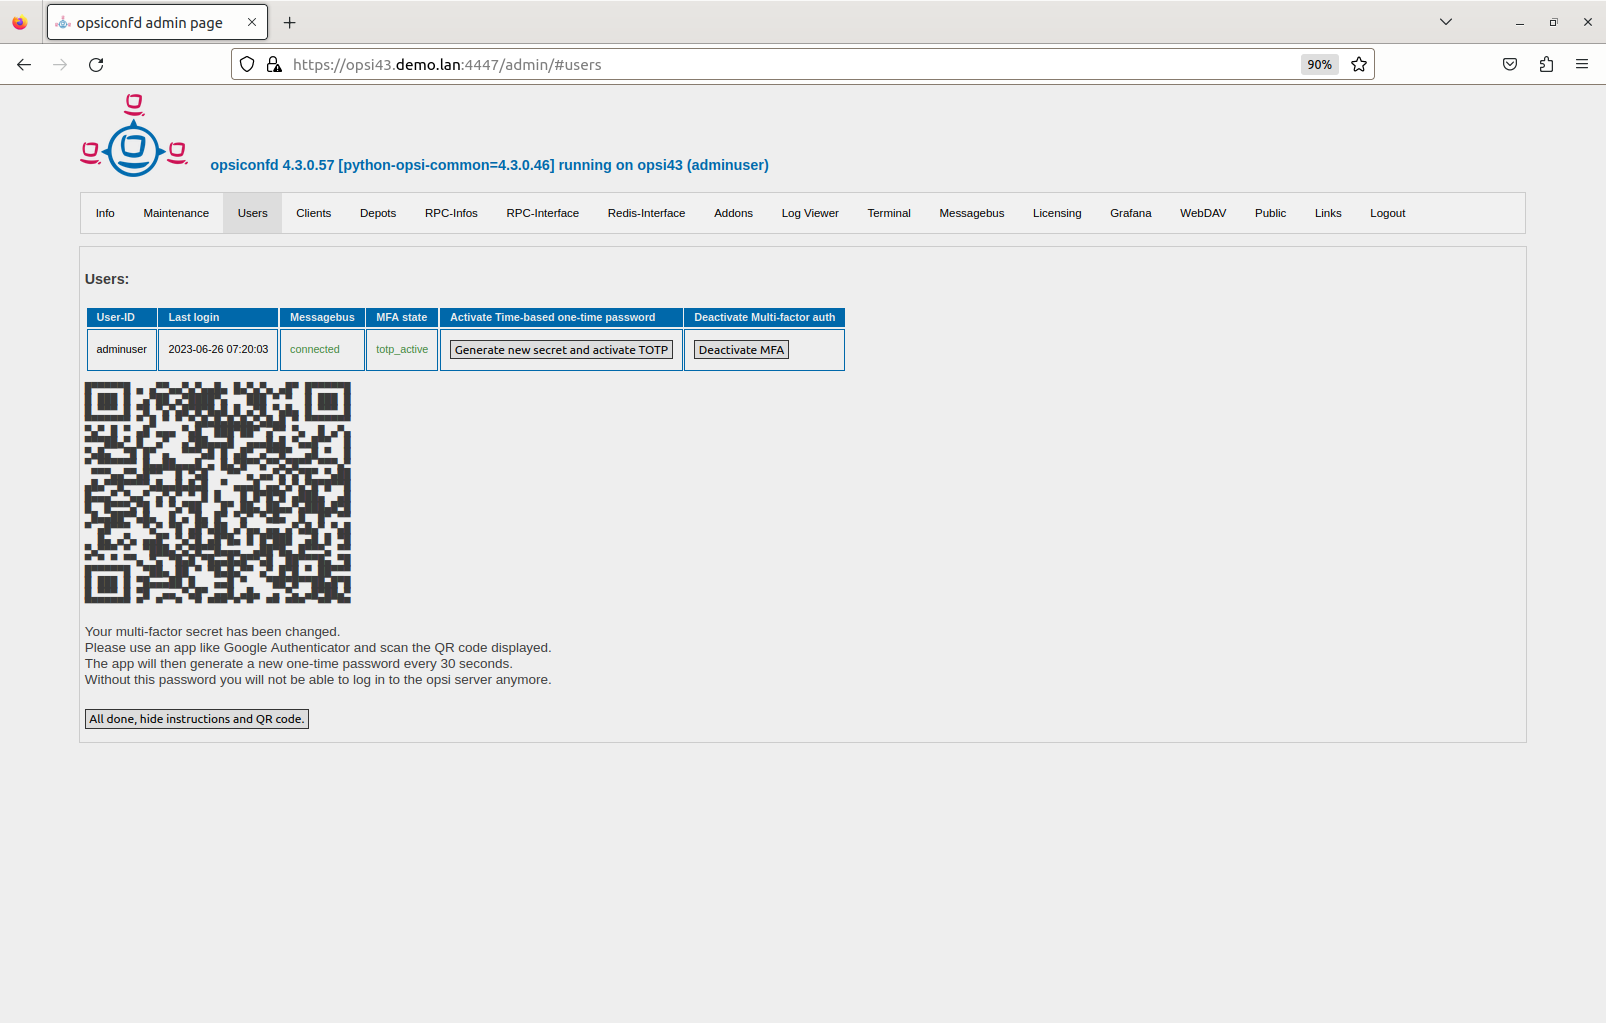 opsiconfd admin page
https://opsi43.demo.lan:4447/admin/#users
90%
opsiconfd 4.3.0.57 [python-opsi-common=4.3.0.46] running on opsi43 (adminuser)
Info Maintenance Users Clients Depots RPC-Infos RPC-Interface Redis-Interface Addons Log Viewer Terminal Messagebus Licensing Grafana WebDAV Public Links Logout
Users:
User-ID Last login Messagebus MFA state Activate Time-based one-time password Deactivate Multi-factor auth
adminuser 2023-06-26 07:20:03 connected totp_active Generate new secret and activate TOTP Deactivate MFA
Your multi-factor secret has been changed.
Please use an app like Google Authenticator and scan the QR code displayed.
The app will then generate a new one-time password every 30 seconds.
Without this password you will not be able to log in to the opsi server anymore.
All done, hide instructions and QR code.